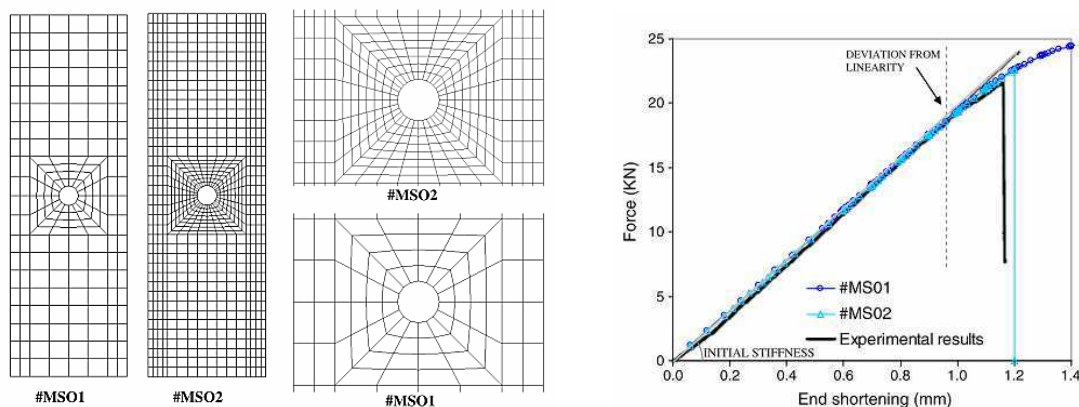 #MSO1
#MSO2
#MSO2
#MSO1
25
20
15
10
5
0
Force (KN)
DEVIATION FROM
LINEARITY
#MS01
#MS02
Experimental results
INITIAL STIFFNESS
0.0 0.2 0.4 0.6 0.8 1.0 1.2 1.4
End shortening (mm)